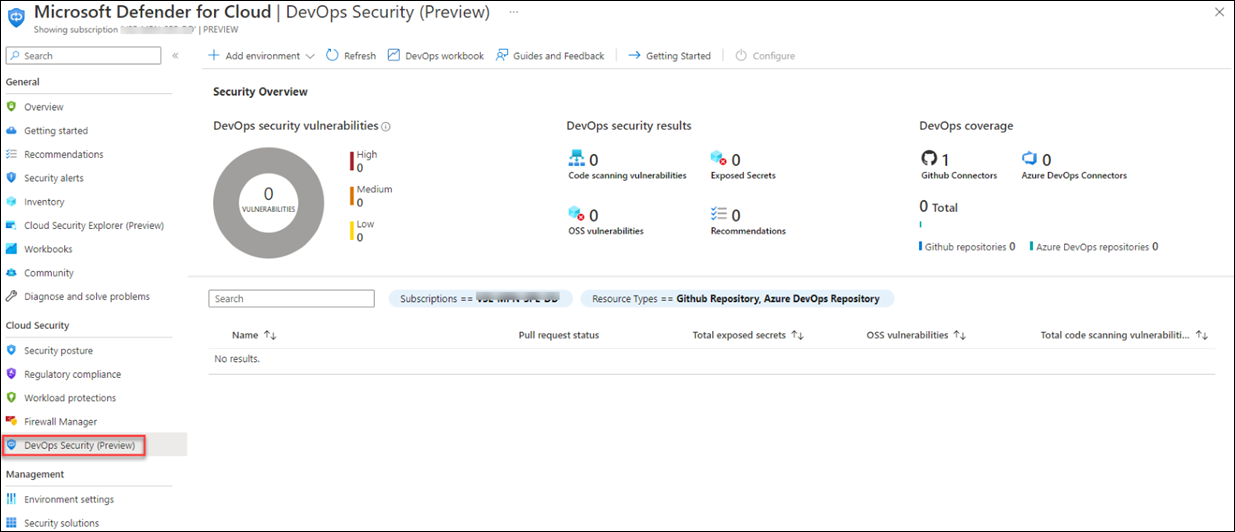 Microsoft Defender for Cloud | DevOps Security (Preview) ...
Showing subscription | PREVIEW
Search «
General
Overview
Getting started
Recommendations
Security alerts
Inventory
Cloud Security Explorer (Preview)
Workbooks
Community
Diagnose and solve problems
Cloud Security
Security posture
Regulatory compliance
Workload protections
Firewall Manager
DevOps Security (Preview)
Management
Environment settings
Security solutions
Add environment Refresh DevOps workbook Guides and Feedback Getting Started Configure
Security Overview
DevOps security vulnerabilities
0
VULNERABILITIES
High
0
Medium
0
Low
0
DevOps security results
0
Code scanning vulnerabilities
0
Exposed Secrets
0
OSS vulnerabilities
0
Recommendations
DevOps coverage
1
Github Connectors
0
Azure DevOps Connectors
0 Total
Github repositories 0 Azure DevOps repositories 0
Search Subscriptions == Resource Types == Github Repository, Azure DevOps Repository
Name Pull request status Total exposed secrets OSS vulnerabilities Total code scanning vulnerabiliti...
No results.